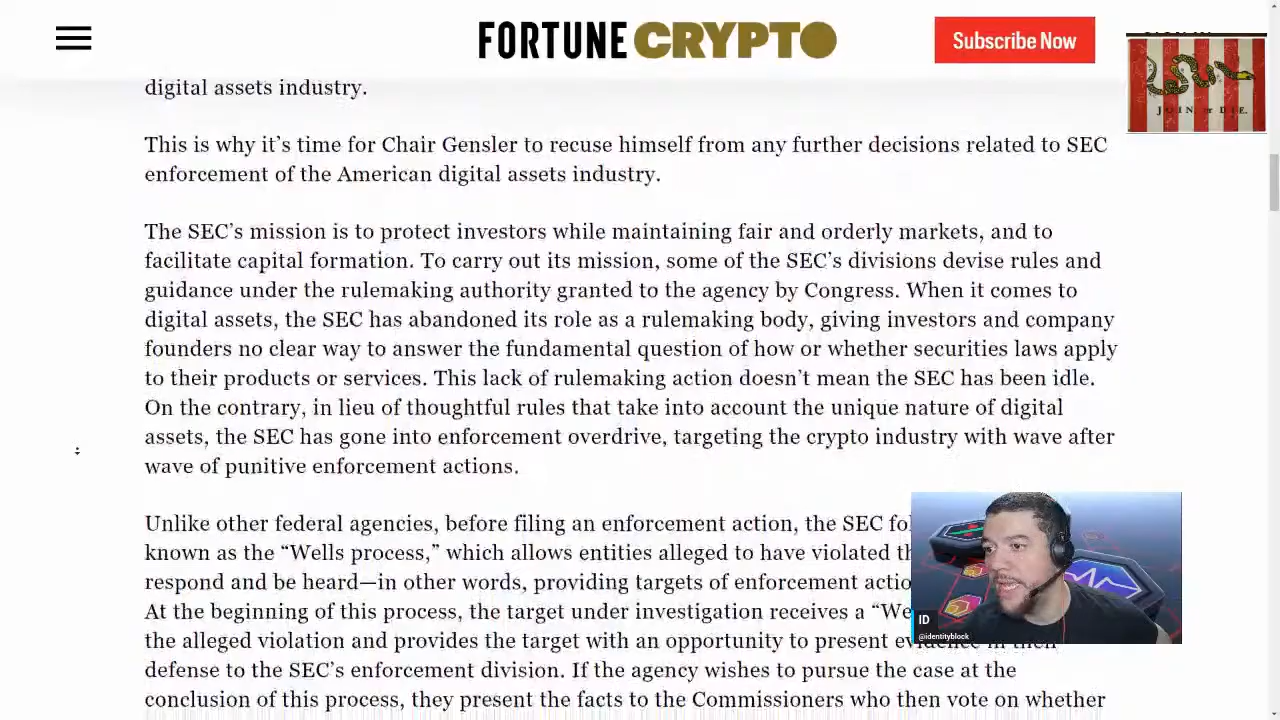 FORTUNE CRYPTO
Subscribe Now
JOIN or DIE.
digital assets industry.
This is why it’s time for Chair Gensler to recuse himself from any further decisions related to SEC
enforcement of the American digital assets industry.
The SEC’s mission is to protect investors while maintaining fair and orderly markets, and to
facilitate capital formation. To carry out its mission, some of the SEC’s divisions devise rules and
guidance under the rulemaking authority granted to the agency by Congress. When it comes to
digital assets, the SEC has abandoned its role as a rulemaking body, giving investors and company
founders no clear way to answer the fundamental question of how or whether securities laws apply
to their products or services. This lack of rulemaking action doesn’t mean the SEC has been idle.
On the contrary, in lieu of thoughtful rules that take into account the unique nature of digital
assets, the SEC has gone into enforcement overdrive, targeting the crypto industry with wave after
wave of punitive enforcement actions.
Unlike other federal agencies, before filing an enforcement action, the SEC
known as the “Wells process,” which allows entities alleged to have violated
respond and be heard—in other words, providing targets of enforcement
At the beginning of this process, the target under investigation receives a
the alleged violation and provides the target with an opportunity to present
defense to the SEC’s enforcement division. If the agency wishes to pursue the case at the
conclusion of this process, they present the facts to the Commissioners who then vote on whether
ID
@identityblock